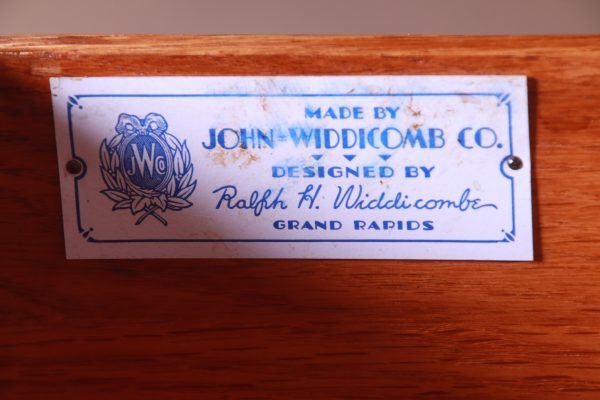 JWCo
MADE BY
JOHN-WIDDICOMB CO.
DESIGNED BY
Ralph H. Widdicombe
GRAND RAPIDS